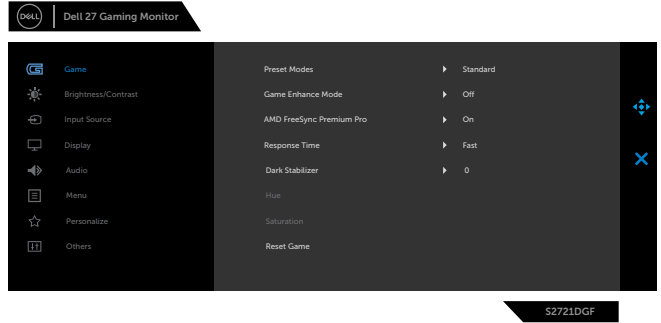 DELL Dell 27 Gaming Monitor
Game
Brightness/Contrast
Input Source
Display
Audio
Menu
Personalize
Others
Preset Modes Standard
Game Enhance Mode Off
AMD FreeSync Premium Pro On
Response Time Fast
Dark Stabilizer 0
Hue
Saturation
Reset Game
S2721DGF